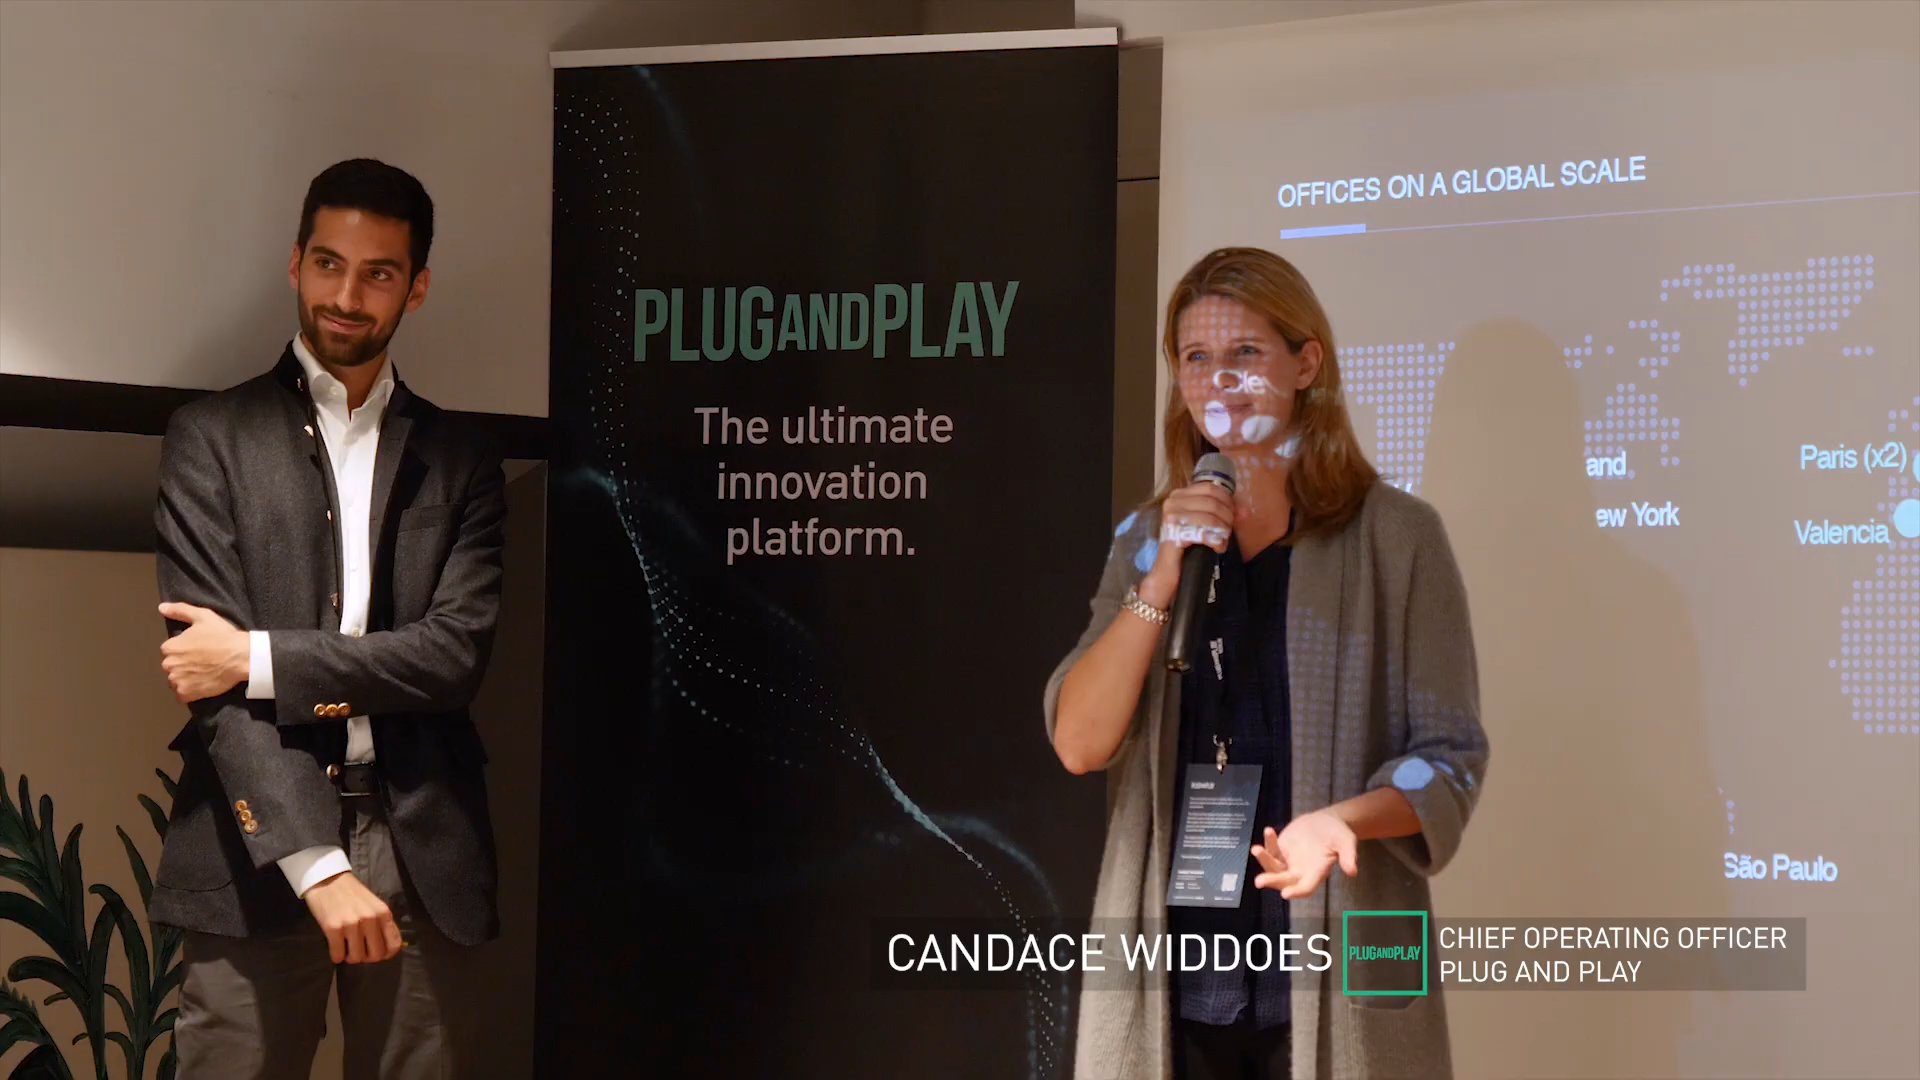 PLUGANDPLAY
The ultimate
innovation
platform.
OFFICES ON A GLOBAL SCALE
Cle
and
ew York
Paris (x2)
Valencia
São Paulo
CANDACE WIDDOES
PLUGANDPLAY
CHIEF OPERATING OFFICER
PLUG AND PLAY